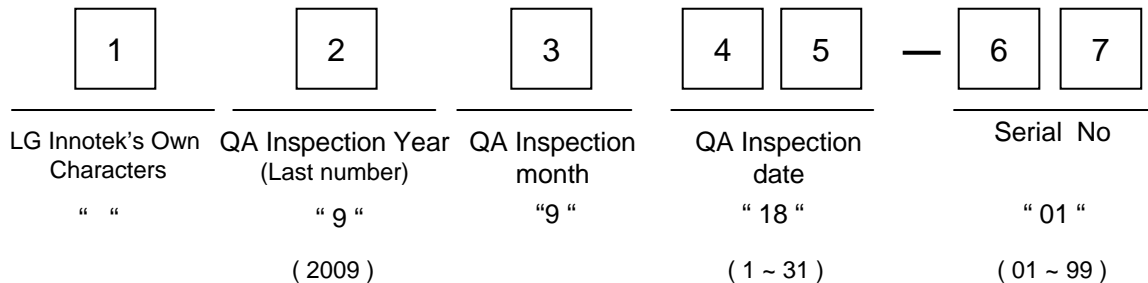 1 2 3 4 5 — 6 7
LG Innotek’s Own Characters
QA Inspection Year
(Last number)
QA Inspection month
QA Inspection date
Serial No
“ “ “ 9 “ “9 “ “ 18 “ “ 01 “
( 2009 ) ( 1 ~ 31 ) ( 01 ~ 99 )